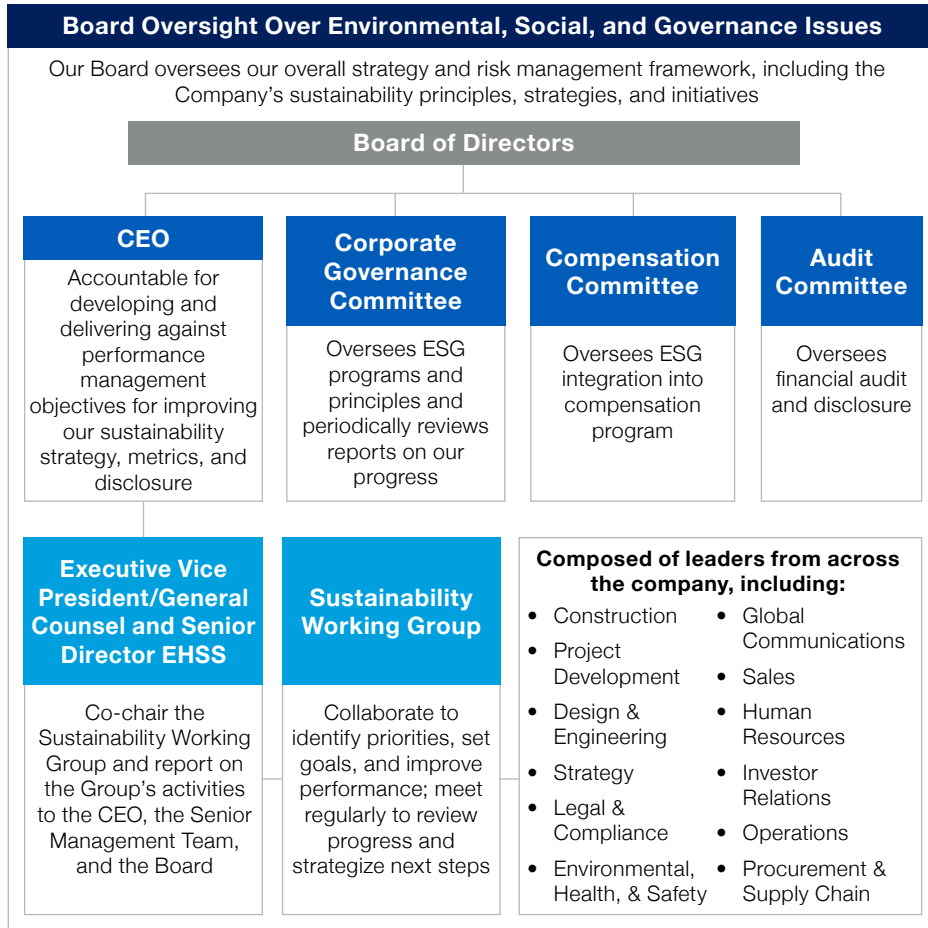 Board Oversight Over Environmental, Social, and Governance Issues
Our Board oversees our overall strategy and risk management framework, including the
Company's sustainability principles, strategies, and initiatives
Board of Directors
CEO
Accountable for
developing and
delivering against
performance
management
objectives for improving
our sustainability
strategy, metrics, and
disclosure
Corporate
Governance
Committee
Oversees ESG
programs and
principles and
periodically reviews
reports on our
progress
Compensation
Committee
Oversees ESG
integration into
compensation
program
Audit
Committee
Oversees
financial audit
and disclosure
Executive Vice
President/General
Counsel and Senior
Director EHSS
Co-chair the
Sustainability Working
Group and report on
the Group's activities
to the CEO, the Senior
Management Team,
and the Board
Sustainability
Working Group
Collaborate to
identify priorities, set
goals, and improve
performance; meet
regularly to review
progress and
strategize next steps
Composed of leaders from across
the company, including:
• Construction
• Project
Development
• Design &
Engineering
• Strategy
• Legal &
Compliance
• Environmental,
Health, & Safety
• Global
Communications
• Sales
• Human
Resources
• Investor
Relations
• Operations
• Procurement &
Supply Chain